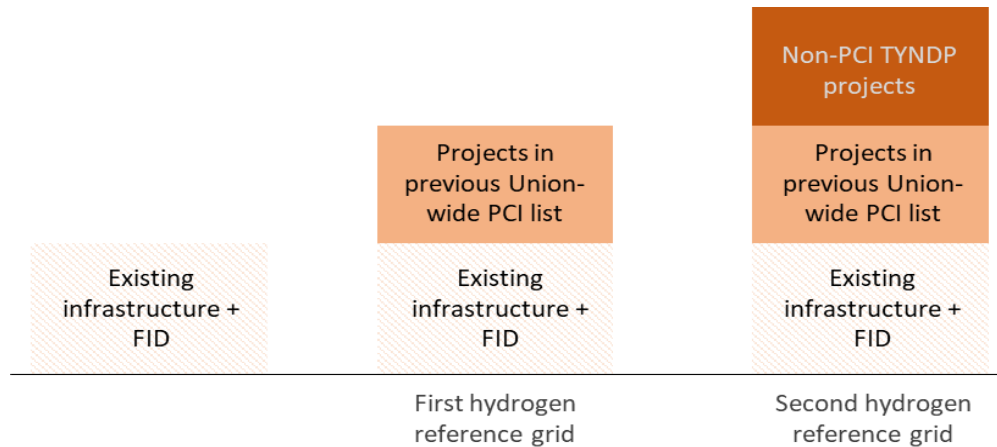 Non-PCI TYNDP
projects
Projects in
previous Union-
wide PCI list
Projects in
previous Union-
wide PCI list
Existing
infrastructure +
FID
Existing
infrastructure +
FID
Existing
infrastructure +
FID
First hydrogen
reference grid
Second hydrogen
reference grid